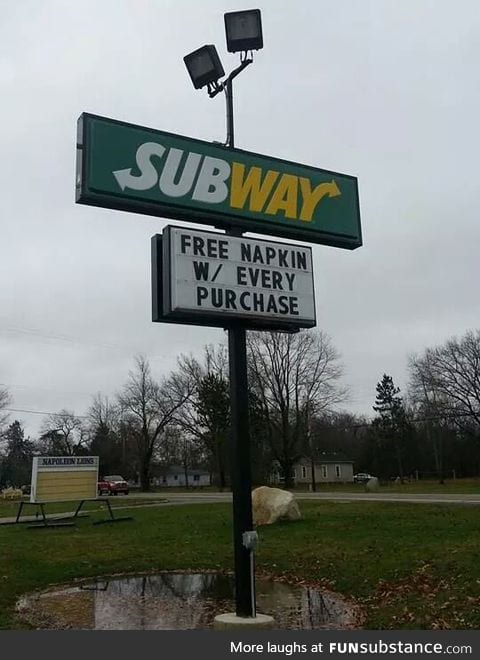 SUBWAY
FREE NAPKIN
W/ EVERY
PURCHASE
NAPOLEON LIONS
More laughs at FUNsubstance.com